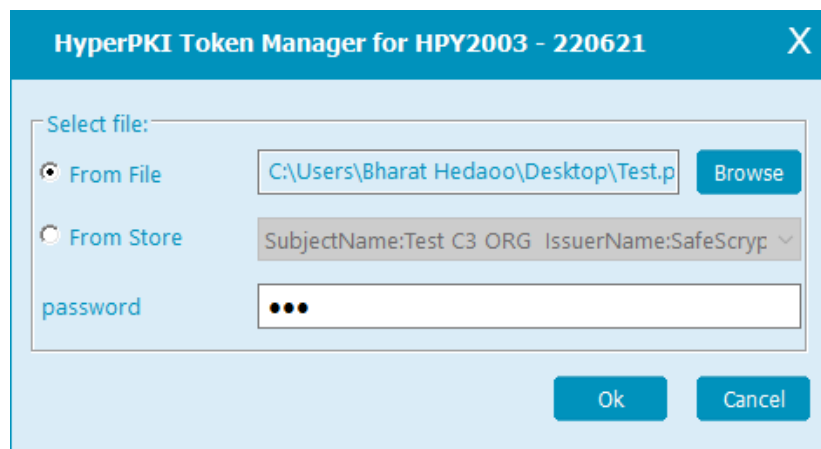 HyperPKI Token Manager for HPY2003 - 220621 X
Select file:
From File C:\Users\Bharat Hedaoo\Desktop\Test.p Browse
From Store SubjectName:Test C3 ORG IssuerName:SafeScryp
password ●●●
Ok Cancel